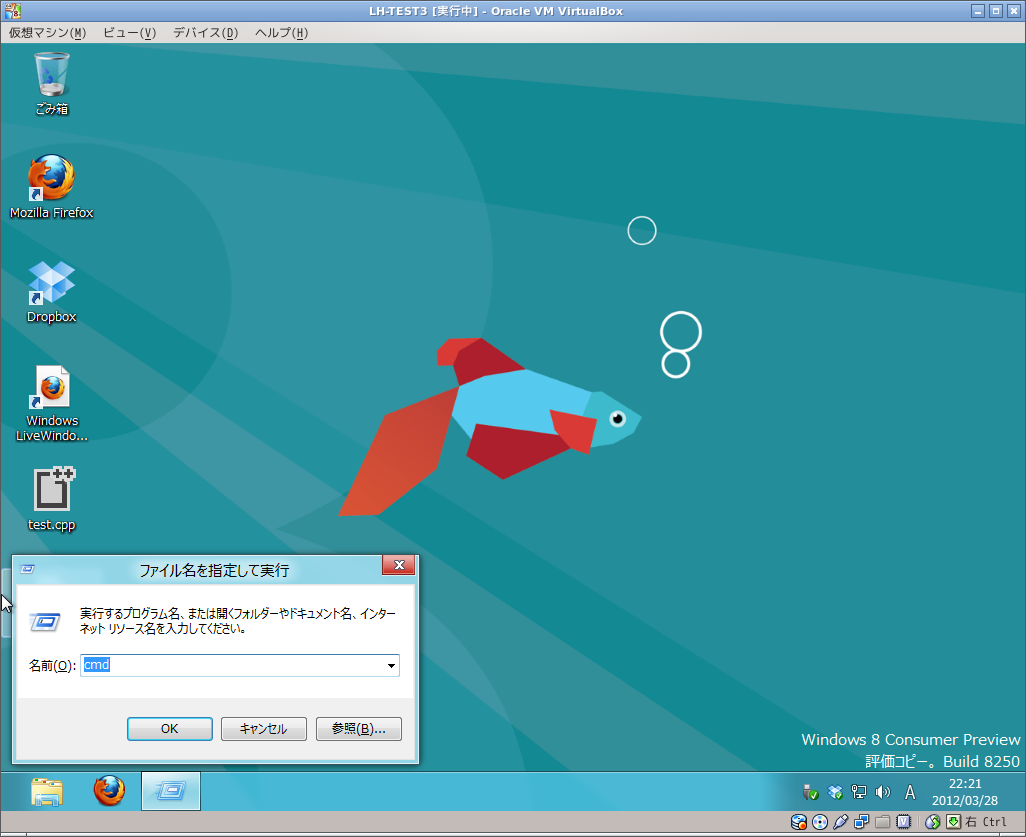 LH-TEST3 [実行中] - Oracle VM VirtualBox
仮想マシン(M) ビュー(V) デバイス(D) ヘルプ(H)
ごみ箱
Mozilla Firefox
Dropbox
Windows
LiveWindo...
test.cpp
ファイル名を指定して実行
実行するプログラム名、または開くフォルダーやドキュメント名、インター
ネット リソース名を入力してください。
名前(O): cmd
OK キャンセル 参照(B)...
Windows 8 Consumer Preview
評価コピー。 Build 8250
A 22:21
2012/03/28
右 Ctrl